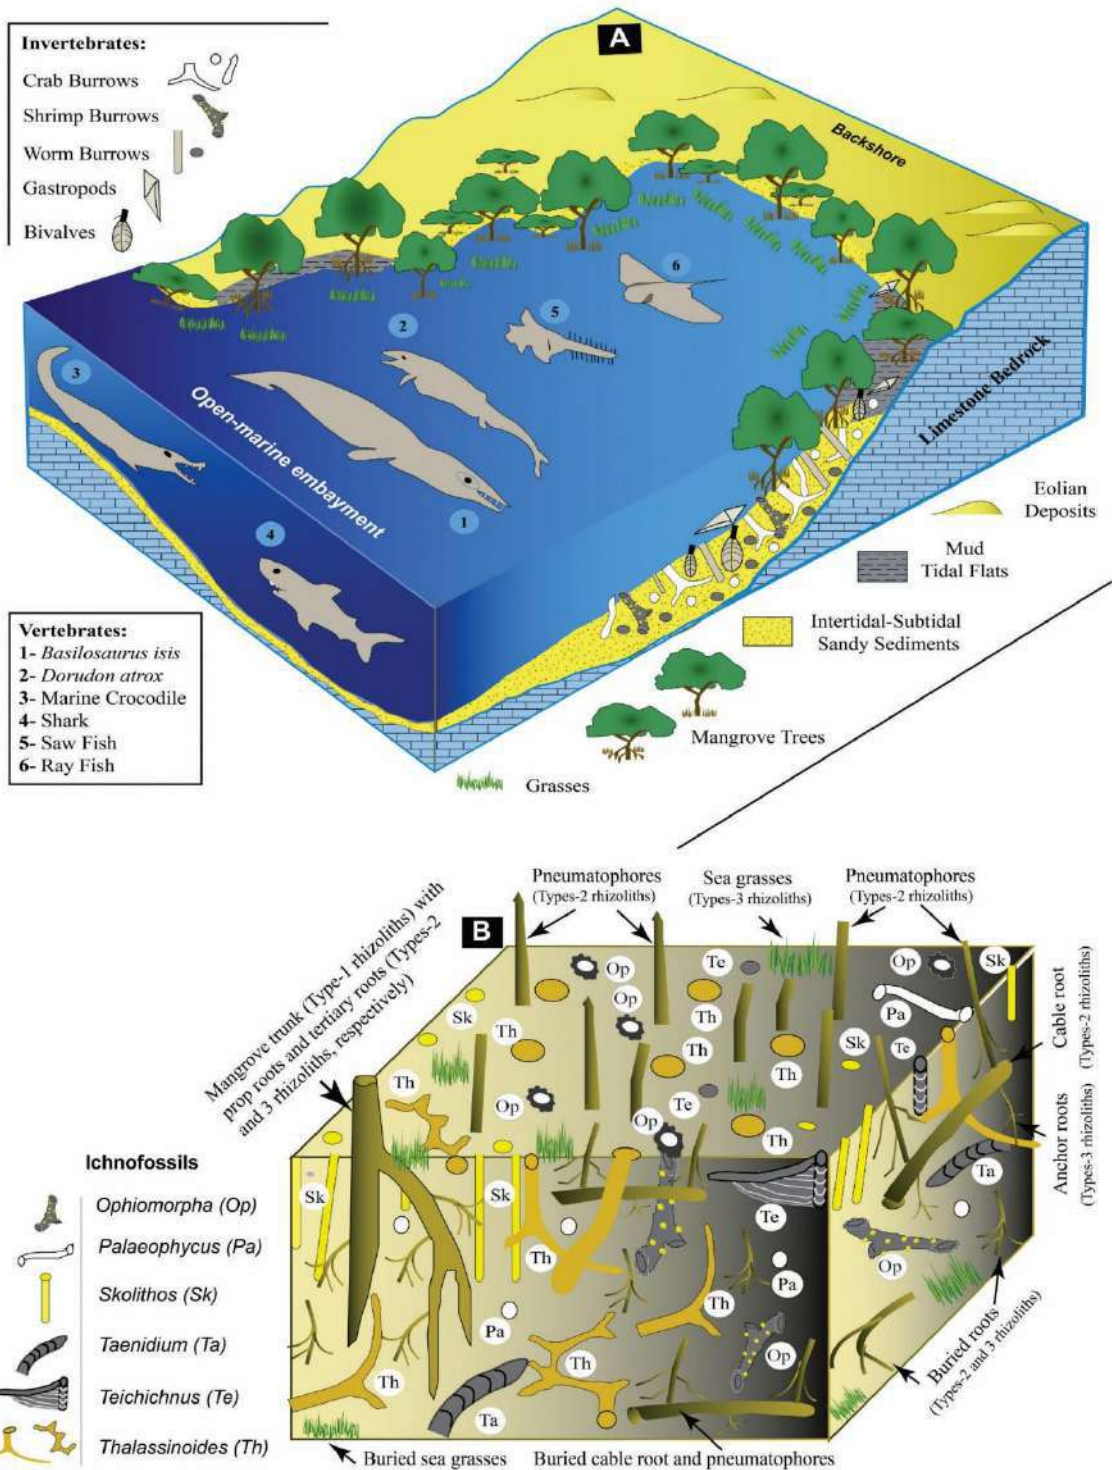 A
Invertebrates:
Crab Burrows
Shrimp Burrows
Worm Burrows
Gastropods
Bivalves
Backshore
6
5
2
3
1
4
Open-marine embayment
Limestone Bedrock
Eolian
Deposits
Mud
Tidal Flats
Intertidal-Subtidal
Sandy Sediments
Mangrove Trees
Grasses
Vertebrates:
1- Basilosaurus isis
2- Dorudon atrox
3- Marine Crocodile
4- Shark
5- Saw Fish
6- Ray Fish
B
Pneumatophores
(Types-2 rhizoliths)
Sea grasses
(Types-3 rhizoliths)
Pneumatophores
(Types-2 rhizoliths)
Mangrove trunk (Type-1 rhizoliths) with
prop roots and tertiary roots (Types-2
and 3 rhizoliths, respectively)
Cable root
(Types-2 rhizoliths)
Anchor roots
(Types-3 rhizoliths)
Op
Te
Op
Sk
Op
Sk
Th
Th
Pa
Th
Sk
Te
Th
Th
Op
Te
Op
Th
Sk
Sk
Th
Te
Ta
Op
Pa
Th
Pa
Th
Op
Th
Ta
Buried roots
(Types-2 and 3 rhizoliths)
Ichnofossils
Ophiomorpha (Op)
Palaeophycus (Pa)
Skolithos (Sk)
Taenidium (Ta)
Teichichnus (Te)
Thalassinoides (Th)
Buried sea grasses
Buried cable root and pneumatophores